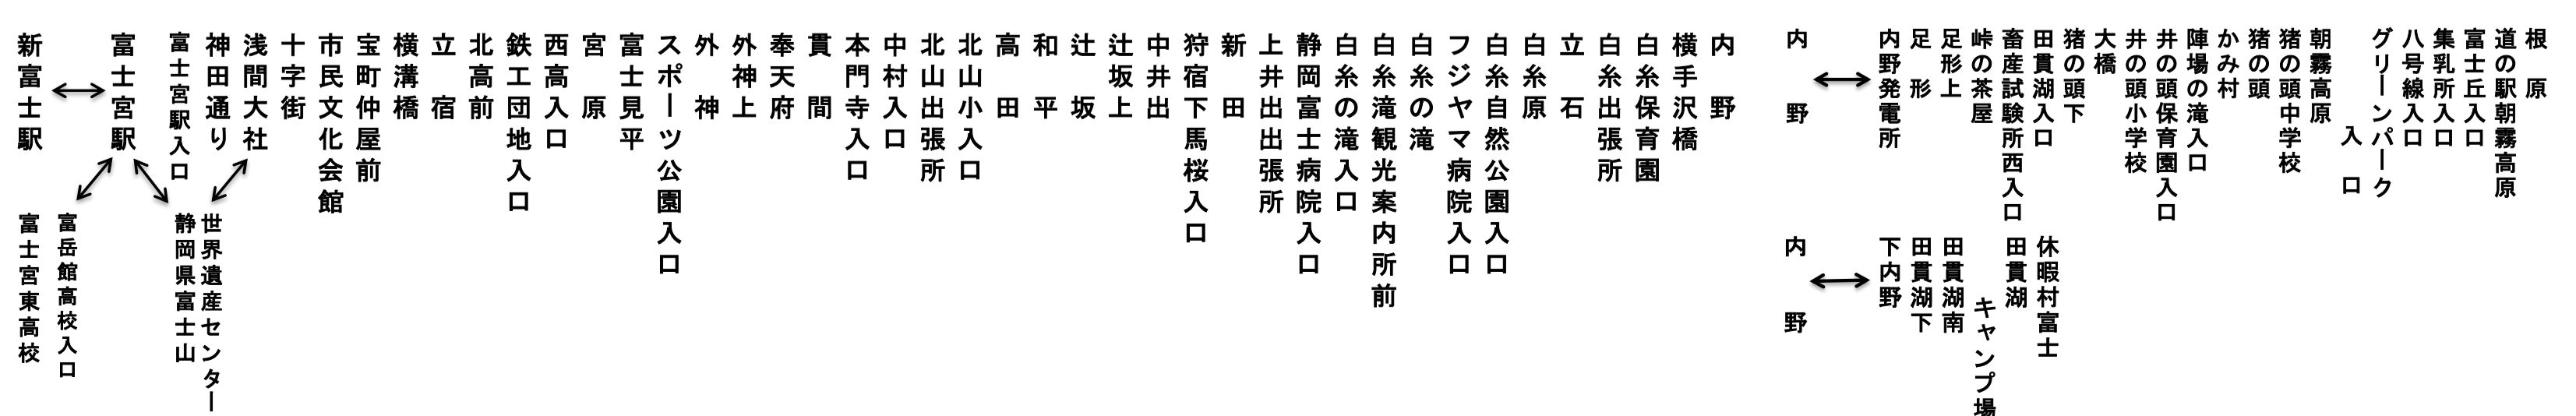 新富士駅
富士宮駅
富士宮駅入口
神田通り
浅間大社
十字街
市民文化会館
宝町仲屋前
横溝橋
立宿
北高前
鉄工団地入口
西高入口
宮原
富士見平
スポーツ公園入口
外神
外神上
奉天府
貫間
本門寺入口
中村入口
北山出張所
北山小入口
高田
和平
辻坂
辻坂上
中井出
狩宿下馬桜入口
新田
上井出出張所
静岡富士病院入口
白糸の滝入口
白糸滝観光案内所前
白糸の滝
フジヤマ病院入口
白糸自然公園入口
白糸原
立石
白糸出張所
白糸保育園
横手沢橋
内野
富士宮東高校
富岳館高校入口
静岡県富士山
世界遺産センター
内野
内野発電所
足形
足形上
峠の茶屋
畜産試験所西入口
田貫湖入口
猪の頭下
大橋
井の頭小学校
井の頭保育園入口
陣場の滝入口
かみ村
猪の頭
猪の頭中学校
朝霧高原
入口
グリーンパーク
八号線入口
集乳所入口
富士丘入口
道の駅朝霧高原
根原
内野
下内野
田貫湖下
田貫湖南
キャンプ場
田貫湖
休暇村富士